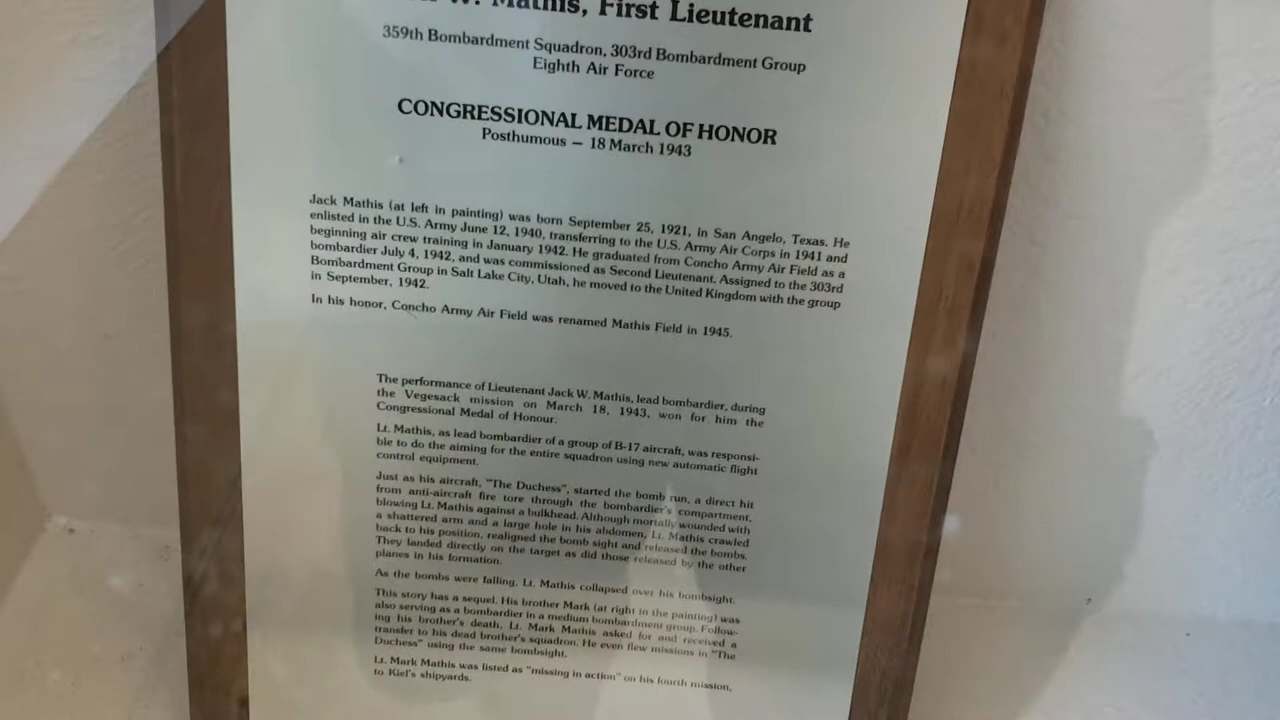 W. Mathis, First Lieutenant
359th Bombardment Squadron, 303rd Bombardment Group
Eighth Air Force
CONGRESSIONAL MEDAL OF HONOR
Posthumous — 18 March 1943
Jack Mathis (at left in painting) was born September 25, 1921, in San Angelo, Texas. He
enlisted in the U.S. Army June 12, 1940, transferring to the U.S. Army Air Corps in 1941 and
beginning air crew training in January 1942. He graduated from Concho Army Air Field as a
bombardier July 4, 1942, and was commissioned as Second Lieutenant. Assigned to the 303rd
Bombardment Group in Salt Lake City, Utah, he moved to the United Kingdom with the group
in September, 1942.
In his honor, Concho Army Air Field was renamed Mathis Field in 1945.
The performance of Lieutenant Jack W. Mathis, lead bombardier, during
the Vegesack mission on March 18, 1943, won for him the
Congressional Medal of Honour.
Lt. Mathis, as lead bombardier of a group of B-17 aircraft, was responsi-
ble to do the aiming for the entire squadron using new automatic flight
control equipment.
Just as his aircraft, "The Duchess", started the bomb run, a direct hit
from anti-aircraft fire tore through the bombardier's compartment,
blowing Lt. Mathis against a bulkhead. Although mortally wounded with
a shattered arm and a large hole in his abdomen, Lt. Mathis crawled
back to his position, realigned the bomb sight and released the bombs.
They landed directly on the target as did those released by the other
planes in his formation.
As the bombs were falling, Lt. Mathis collapsed over his bombsight.
This story has a sequel. His brother Mark (at right in the painting) was
also serving as a bombardier in a medium bombardment group. Follow-
ing his brother's death, Lt. Mark Mathis asked for and received a
transfer to his dead brother's squadron. He even flew missions in "The
Duchess" using the same bombsight.
Lt. Mark Mathis was listed as "missing in action" on his fourth mission,
to Kiel's shipyards.